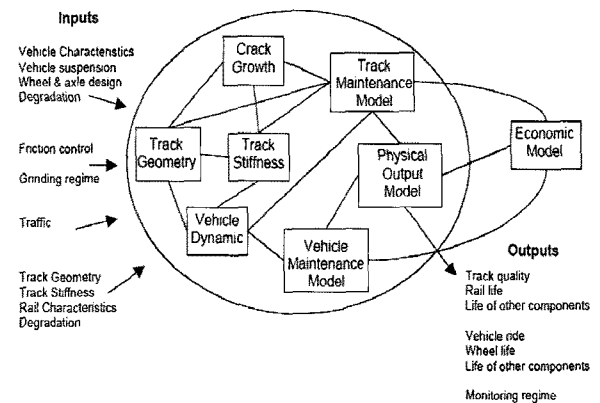 Inputs
Vehicle Characteristics
Vehicle suspension
Wheel & axle design
Degradation
Friction control
Grinding regime
Traffic
Track Geometry
Track Stiffness
Rail Characteristics
Degradation
Crack
Growth
Track
Maintenance
Model
Track
Geometry
Track
Stiffness
Physical
Output
Model
Economic
Model
Vehicle
Dynamic
Vehicle
Maintenance
Model
Outputs
Track quality
Rail life
Life of other components
Vehicle ride
Wheel life
Life of other components
Monitoring regime